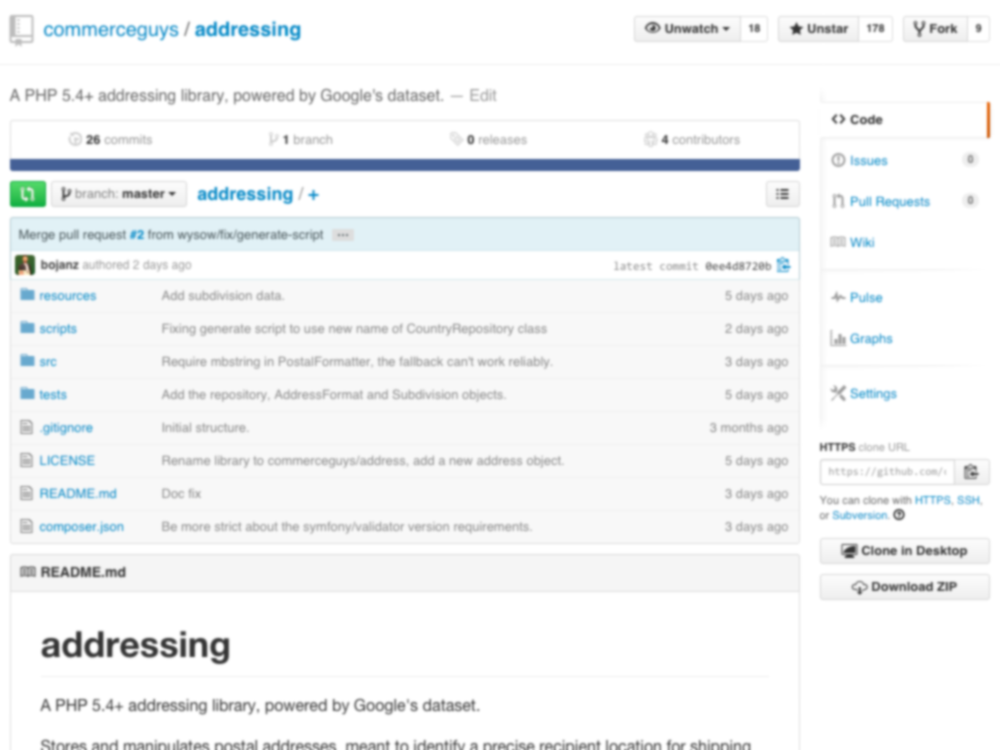 commerceguys / addressing
Unwatch 18 Unstar 178 Fork 9
A PHP 5.4+ addressing library, powered by Google's dataset. — Edit
26 commits 1 branch 0 releases 4 contributors
branch: master addressing / +
Merge pull request #2 from wysow/fix/generate-script ...
bojanz authored 2 days ago latest commit 0ee4d8720b
resources Add subdivision data. 5 days ago
scripts Fixing generate script to use new name of CountryRepository class 2 days ago
src Require mbstring in PostalFormatter, the fallback can't work reliably. 3 days ago
tests Add the repository, AddressFormat and Subdivision objects. 5 days ago
.gitignore Initial structure. 3 months ago
LICENSE Rename library to commerceguys/address, add a new address object. 5 days ago
README.md Doc fix 3 days ago
composer.json Be more strict about the symfony/validator version requirements. 3 days ago
README.md
addressing
A PHP 5.4+ addressing library, powered by Google's dataset.
Stores and manipulates postal addresses, meant to identify a precise recipient location for shipping
Code
Issues 0
Pull Requests 0
Wiki
Pulse
Graphs
Settings
HTTPS clone URL
https://github.com/
You can clone with HTTPS, SSH,
or Subversion.
Clone in Desktop
Download ZIP